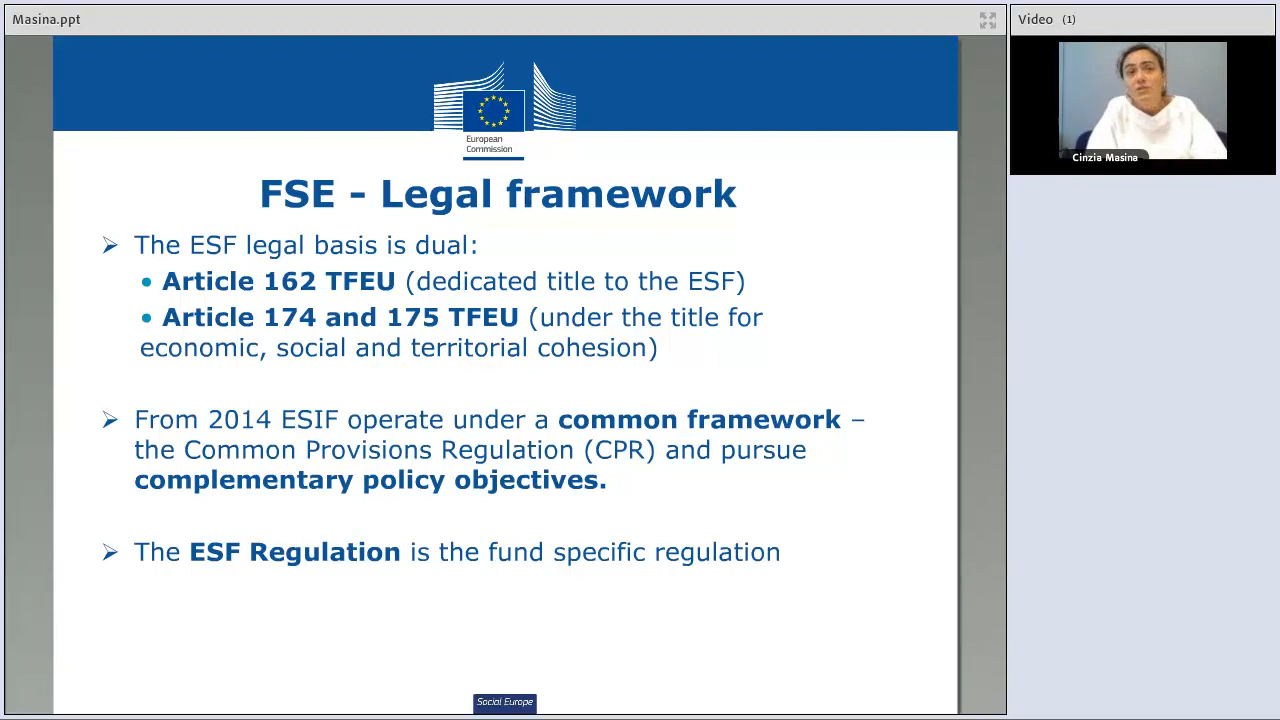 Masina.ppt
Video (1)
Cinzia Masina
European
Commission
FSE - Legal framework
➢ The ESF legal basis is dual:
• Article 162 TFEU (dedicated title to the ESF)
• Article 174 and 175 TFEU (under the title for
economic, social and territorial cohesion)
➢ From 2014 ESIF operate under a common framework –
the Common Provisions Regulation (CPR) and pursue
complementary policy objectives.
➢ The ESF Regulation is the fund specific regulation
Social Europe